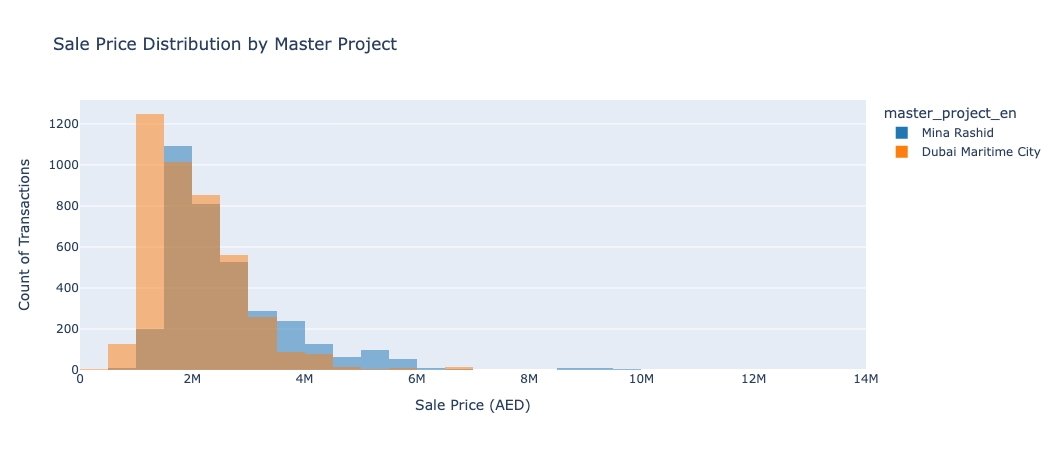 Sale Price Distribution by Master Project
master_project_en
Mina Rashid
Dubai Maritime City
Count of Transactions
1200
1000
800
600
400
200
0
0 2M 4M 6M 8M 10M 12M 14M
Sale Price (AED)